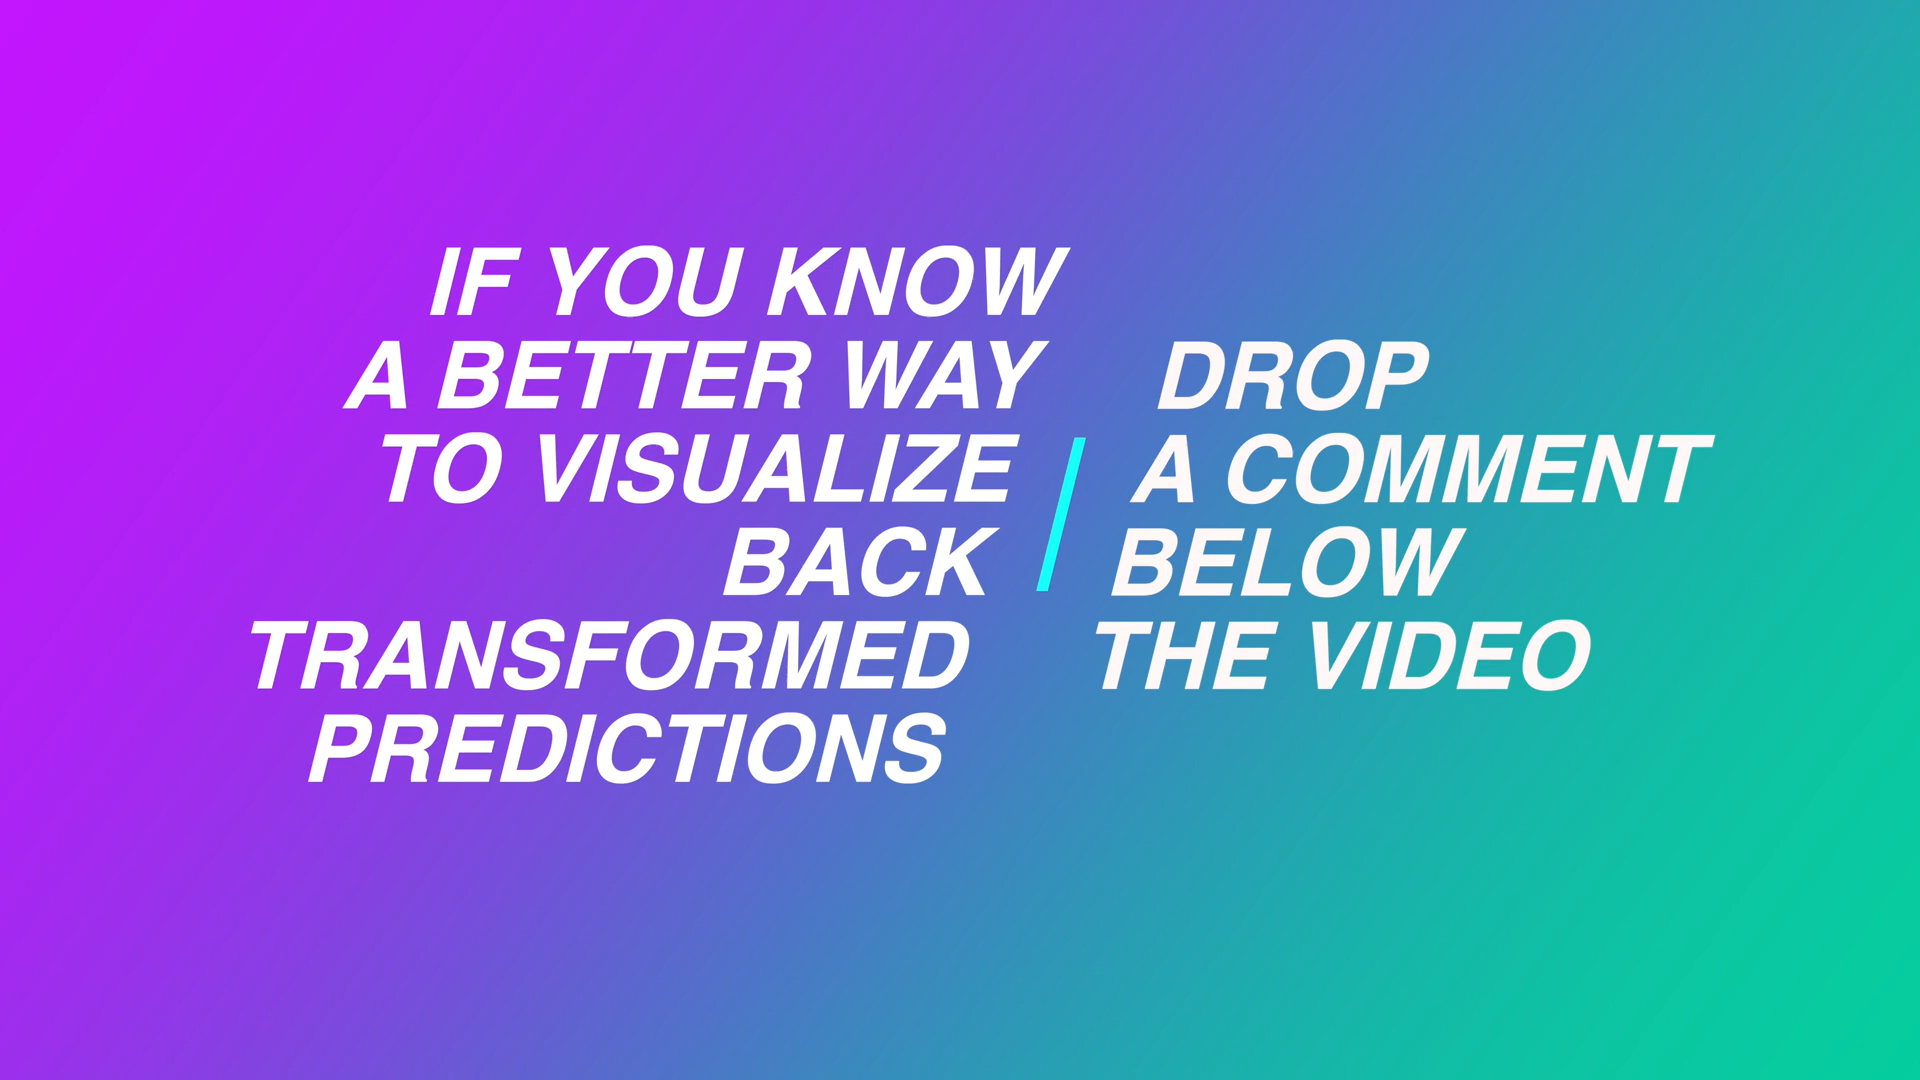 IF YOU KNOW
A BETTER WAY
TO VISUALIZE
BACK
TRANSFORMED
PREDICTIONS
DROP
A COMMENT
BELOW
THE VIDEO